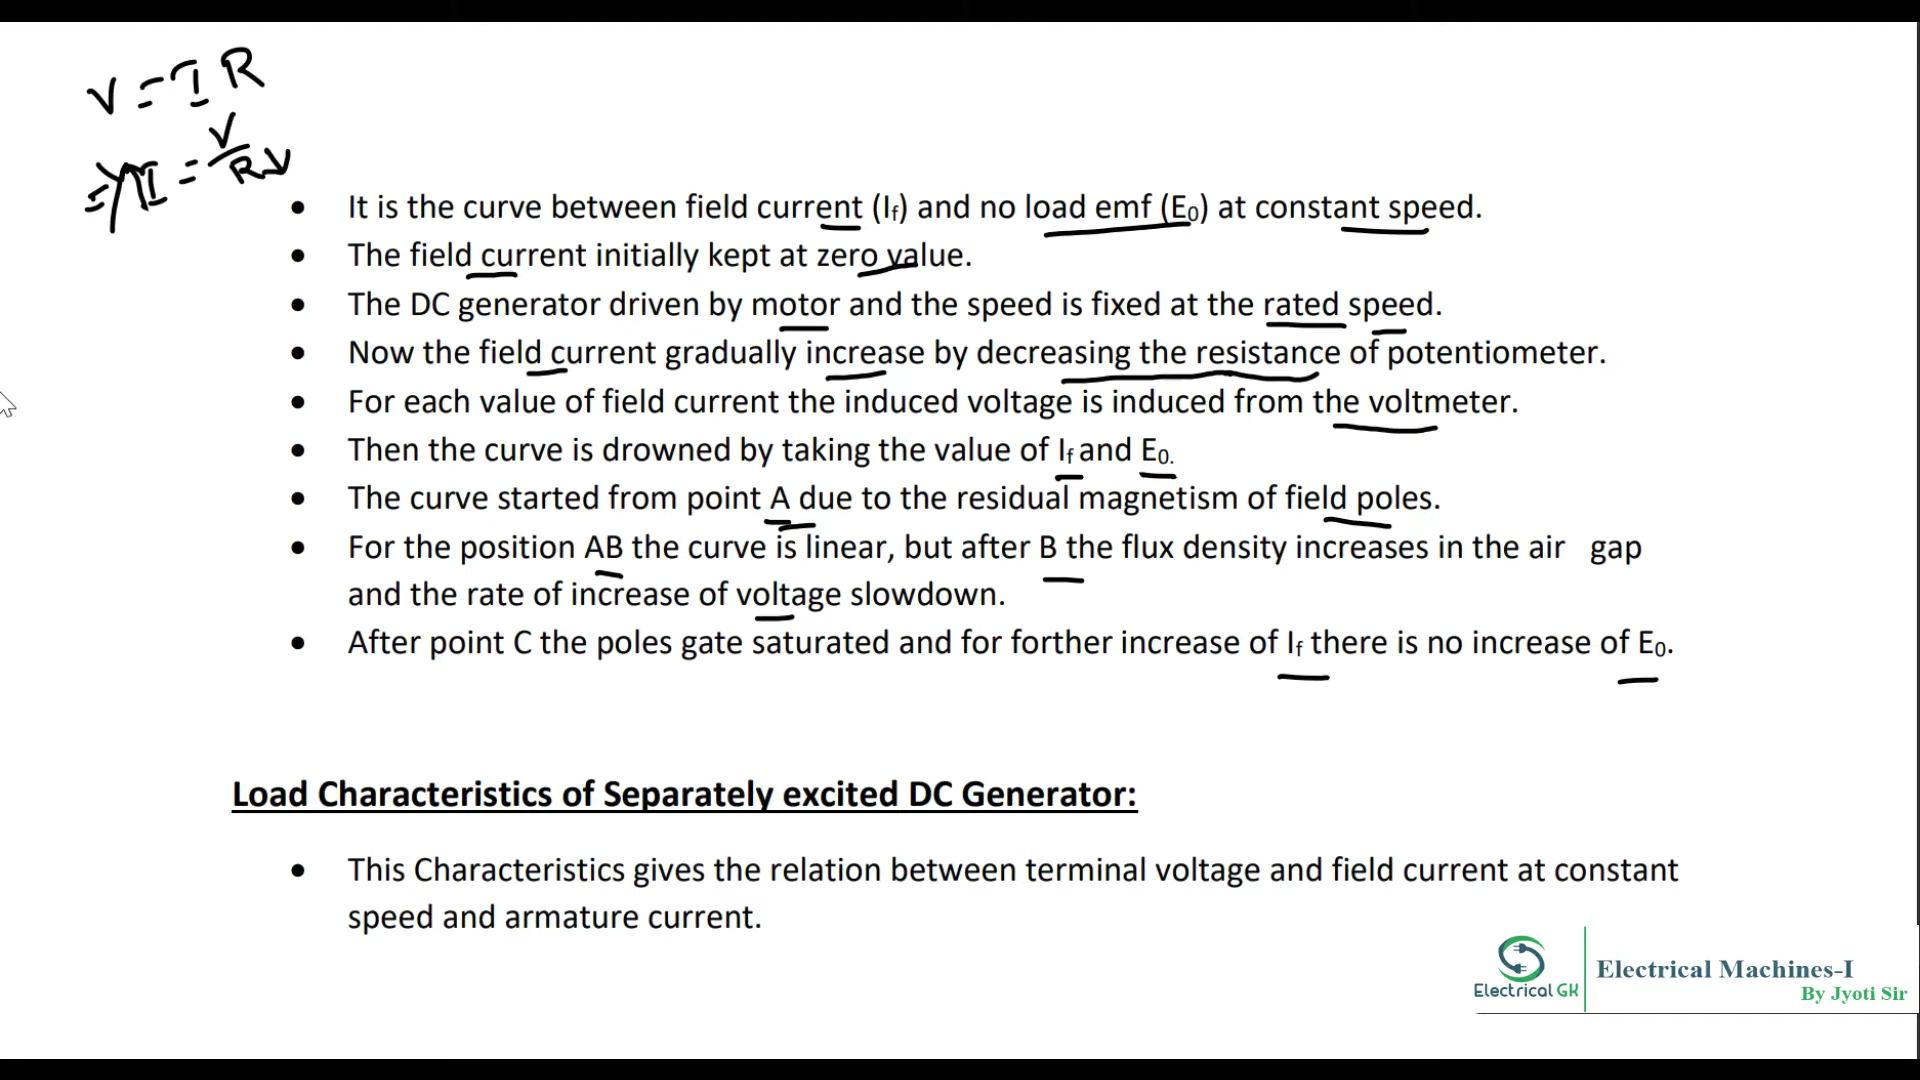 V = I R
= I = V/R
• It is the curve between field current (If) and no load emf (E0) at constant speed.
• The field current initially kept at zero value.
• The DC generator driven by motor and the speed is fixed at the rated speed.
• Now the field current gradually increase by decreasing the resistance of potentiometer.
• For each value of field current the induced voltage is induced from the voltmeter.
• Then the curve is drowned by taking the value of If and E0.
• The curve started from point A due to the residual magnetism of field poles.
• For the position AB the curve is linear, but after B the flux density increases in the air gap
and the rate of increase of voltage slowdown.
• After point C the poles gate saturated and for forther increase of If there is no increase of E0.
Load Characteristics of Separately excited DC Generator:
• This Characteristics gives the relation between terminal voltage and field current at constant
speed and armature current.
Electrical GK
Electrical Machines-I
By Jyoti Sir